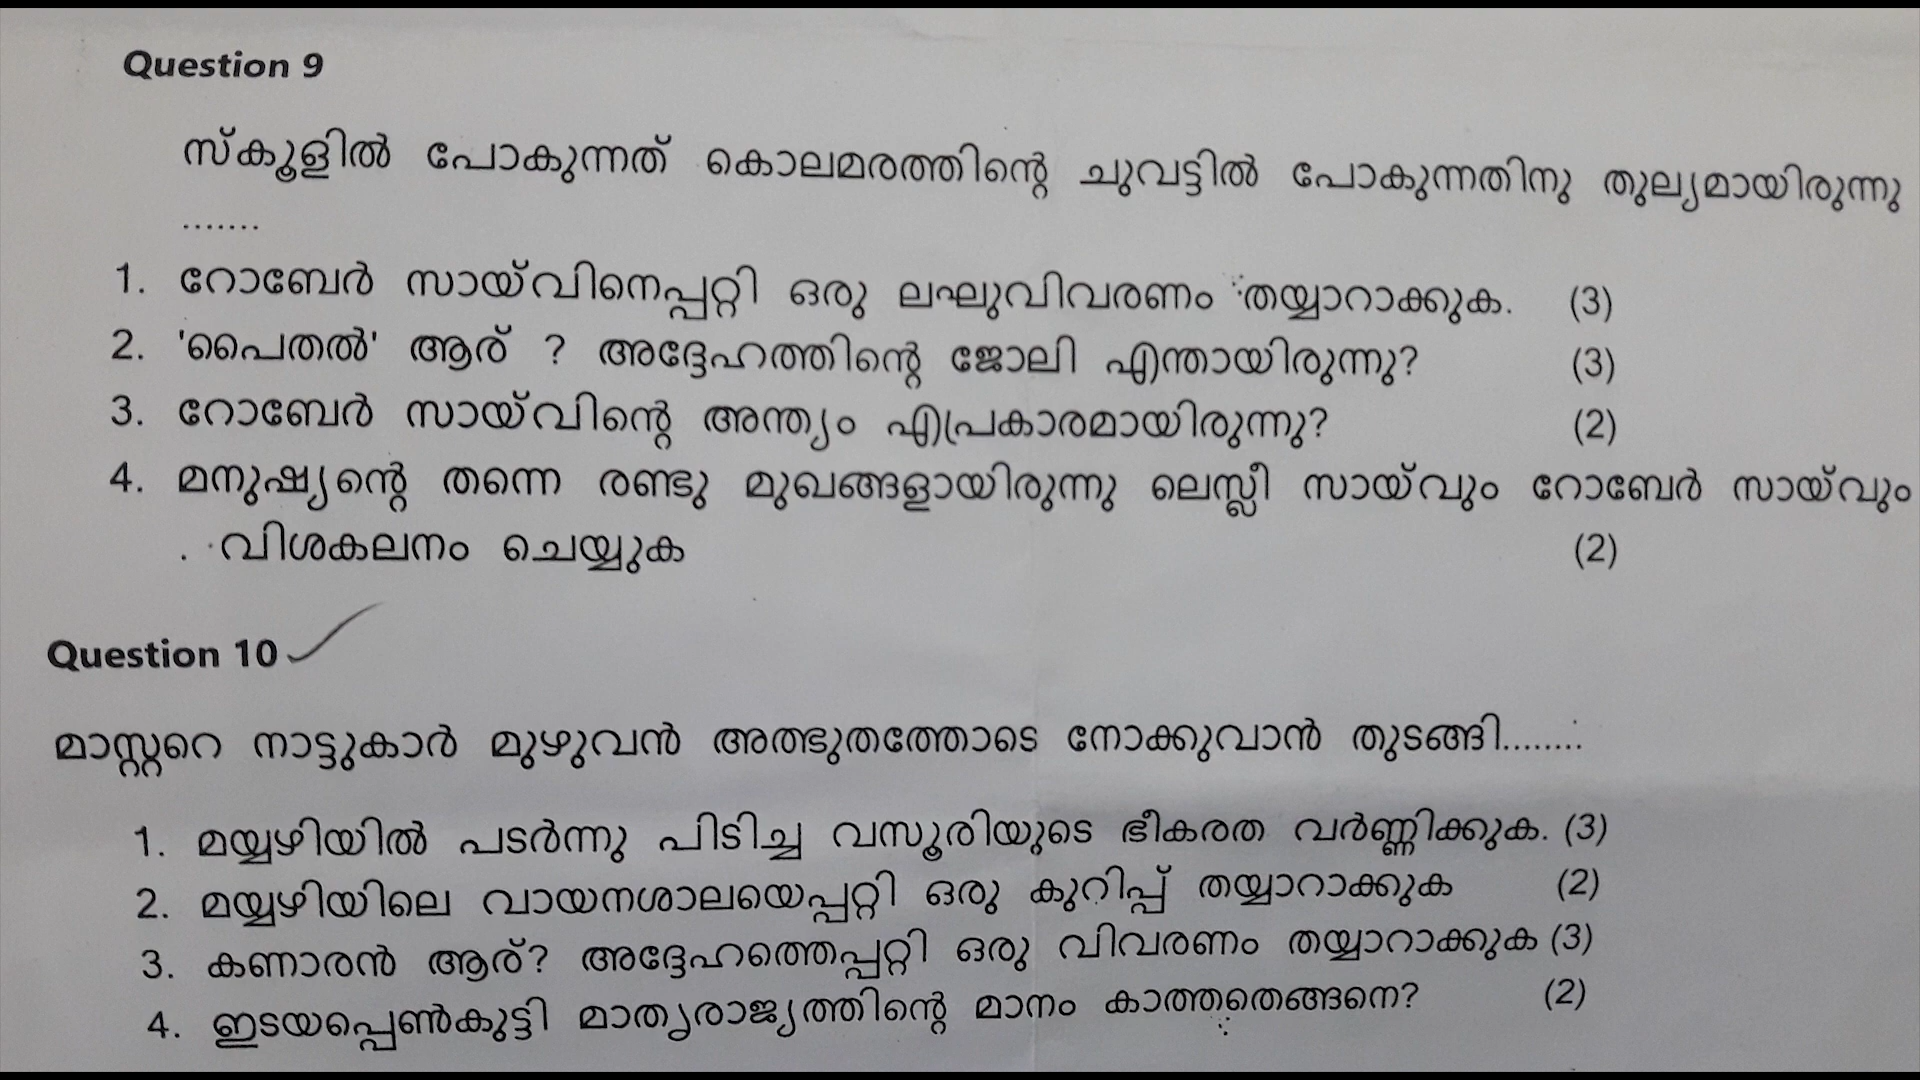 Question 9
സ്കൂളിൽ പോകുന്നത് കൊലമരത്തിന്റെ ചുവട്ടിൽ പോകുന്നതിനു തുല്യമായിരുന്നു
.......
1. റോബേർ സായ്‌വിനെപ്പറ്റി ഒരു ലഘുവിവരണം തയ്യാറാക്കുക. (3)
2. 'പൈതൽ' ആര് ? അദ്ദേഹത്തിന്റെ ജോലി എന്തായിരുന്നു? (3)
3. റോബേർ സായ്‌വിന്റെ അന്ത്യം എപ്രകാരമായിരുന്നു? (2)
4. മനുഷ്യന്റെ തന്നെ രണ്ടു മുഖങ്ങളായിരുന്നു ലെസ്ലീ സായ്‌വും റോബേർ സായ്‌വും
. വിശകലനം ചെയ്യുക (2)
Question 10
മാസ്റ്ററെ നാട്ടുകാർ മുഴുവൻ അത്ഭുതത്തോടെ നോക്കുവാൻ തുടങ്ങി........
1. മയ്യഴിയിൽ പടർന്നു പിടിച്ച വസൂരിയുടെ ഭീകരത വർണ്ണിക്കുക. (3)
2. മയ്യഴിയിലെ വായനശാലയെപ്പറ്റി ഒരു കുറിപ്പ് തയ്യാറാക്കുക (2)
3. കണാരൻ ആര്? അദ്ദേഹത്തെപ്പറ്റി ഒരു വിവരണം തയ്യാറാക്കുക (3)
4. ഇടയപ്പെൺകുട്ടി മാതൃരാജ്യത്തിന്റെ മാനം കാത്തതെങ്ങനെ? (2)